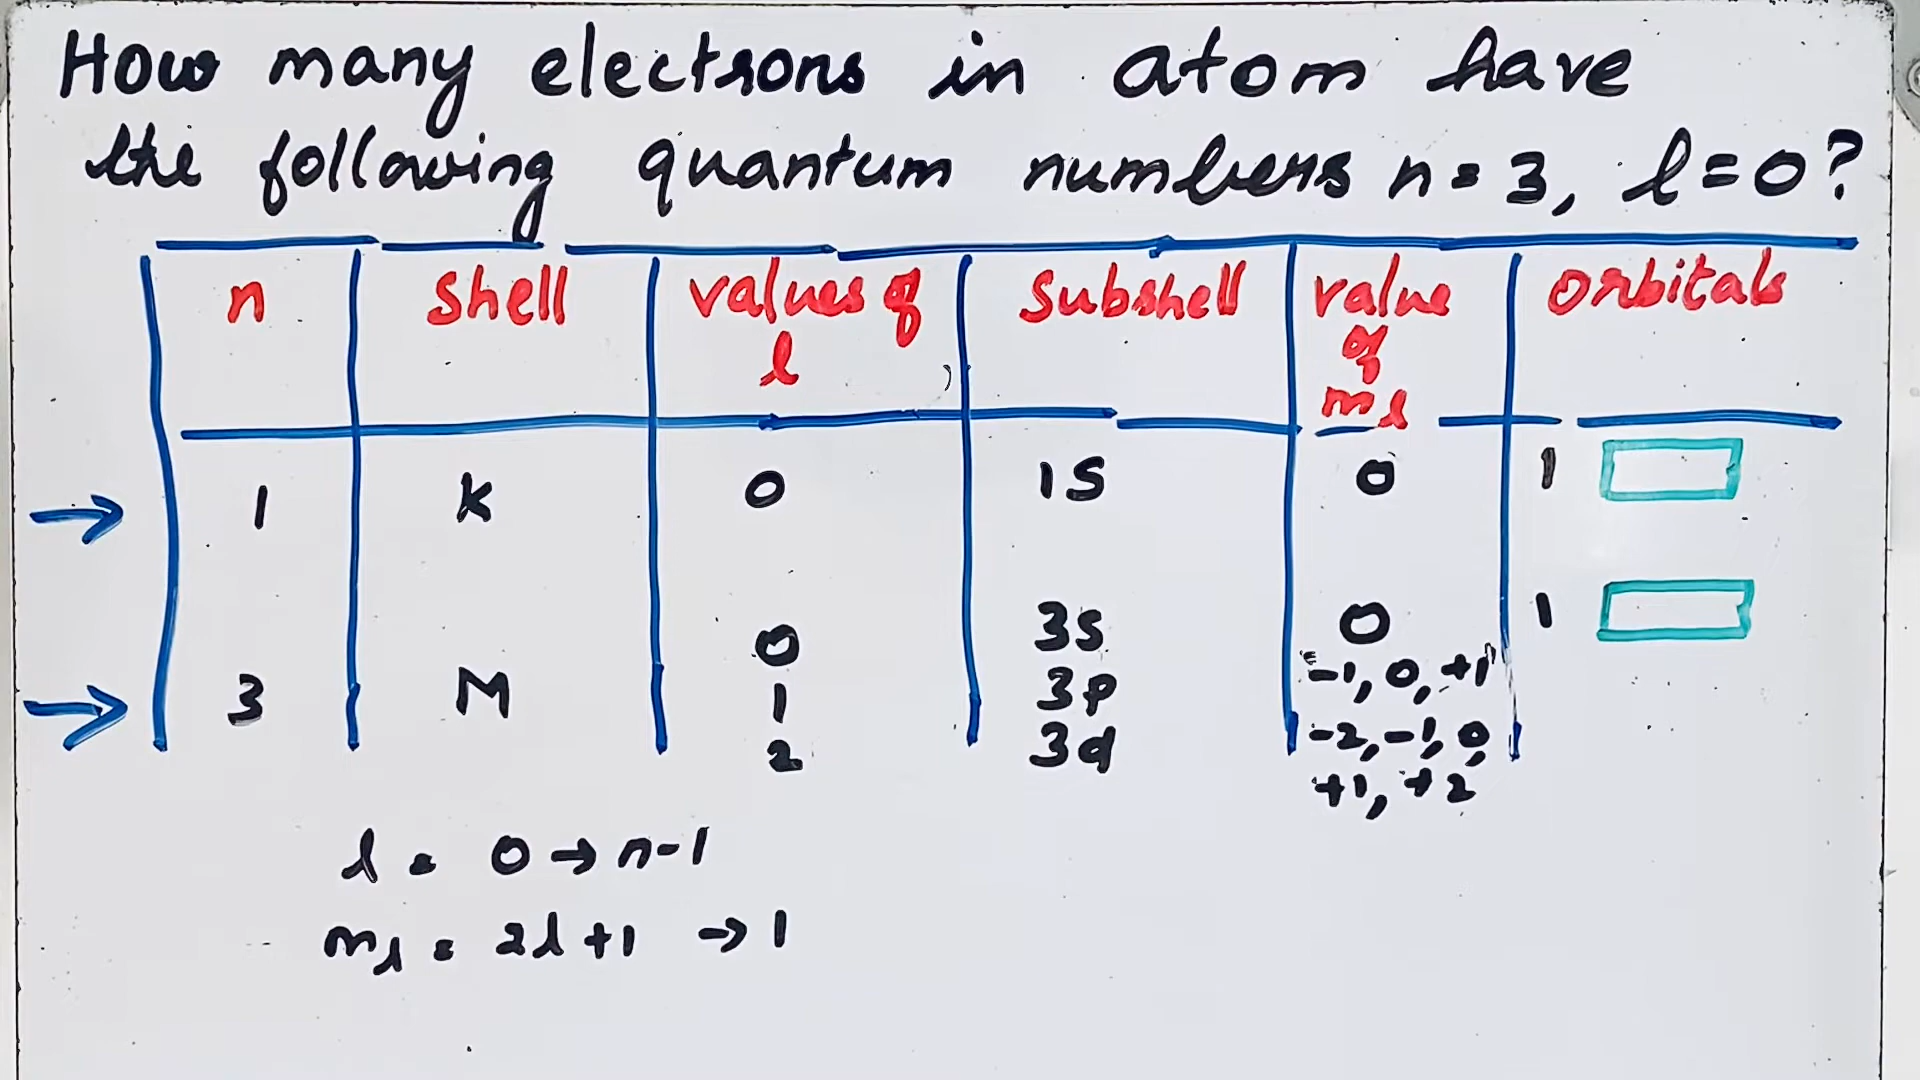 How many electrons in atom have
the following quantum numbers n=3, l=0?
n shell values of l subshell value of ml orbitals
1 K 0 1S 0 1
3 M
0 3S 0 1
1 3p -1, 0, +1
2 3d -2, -1, 0, +1, +2
l = 0 → n-1
ml = 2l+1 → 1